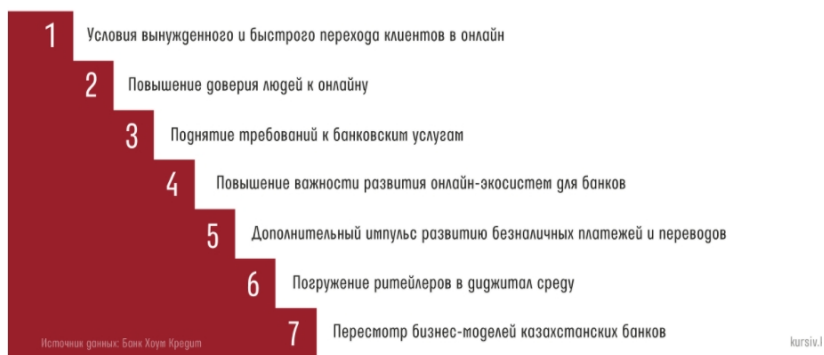 1 Условия вынужденного и быстрого перехода клиентов в онлайн
2 Повышение доверия людей к онлайну
3 Поднятие требований к банковским услугам
4 Повышение важности развития онлайн-экосистем для банков
5 Дополнительный импульс развитию безналичных платежей и переводов
6 Погружение ритейлеров в диджитал среду
7 Пересмотр бизнес-моделей казахстанских банков
Источник данных: Банк Хоум Кредит